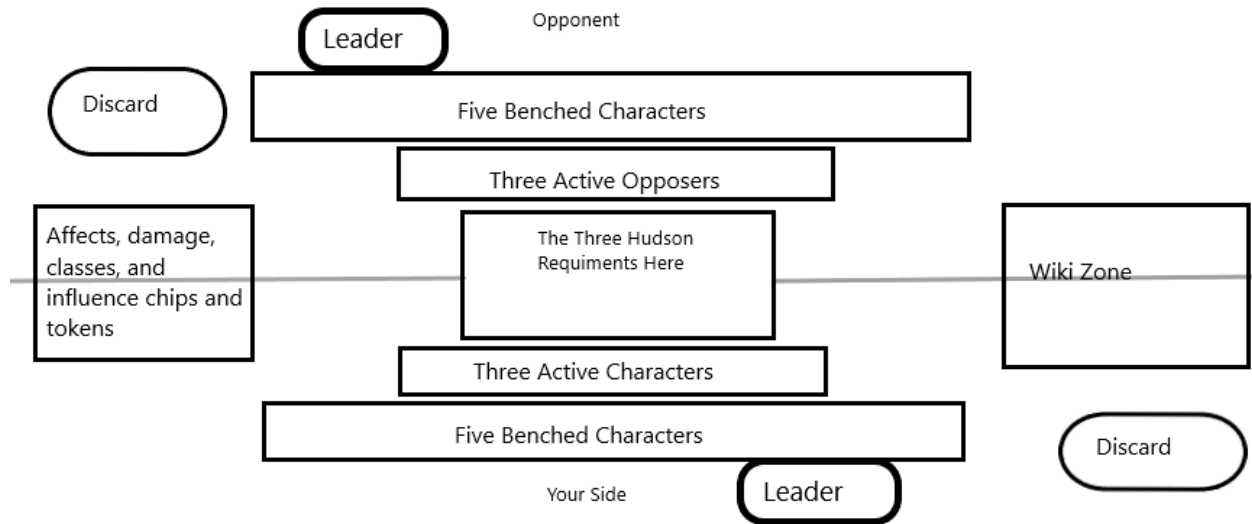 Opponent
Leader
Discard
Five Benched Characters
Three Active Opposers
Affects, damage,
classes, and
influence chips and
tokens
The Three Hudson
Requiments Here
Wiki Zone
Three Active Characters
Five Benched Characters
Discard
Your Side
Leader